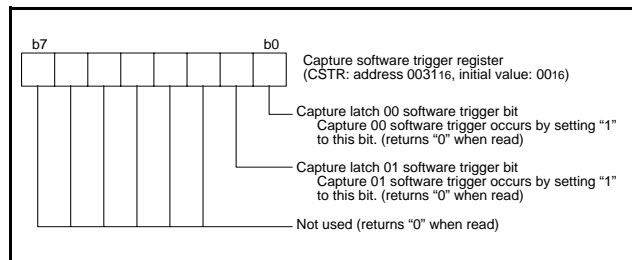 b7 b0
Capture software trigger register
(CSTR: address 003116, initial value: 0016)
Capture latch 00 software trigger bit
Capture 00 software trigger occurs by setting “1”
to this bit. (returns “0” when read)
Capture latch 01 software trigger bit
Capture 01 software trigger occurs by setting “1”
to this bit. (returns “0” when read)
Not used (returns “0” when read)